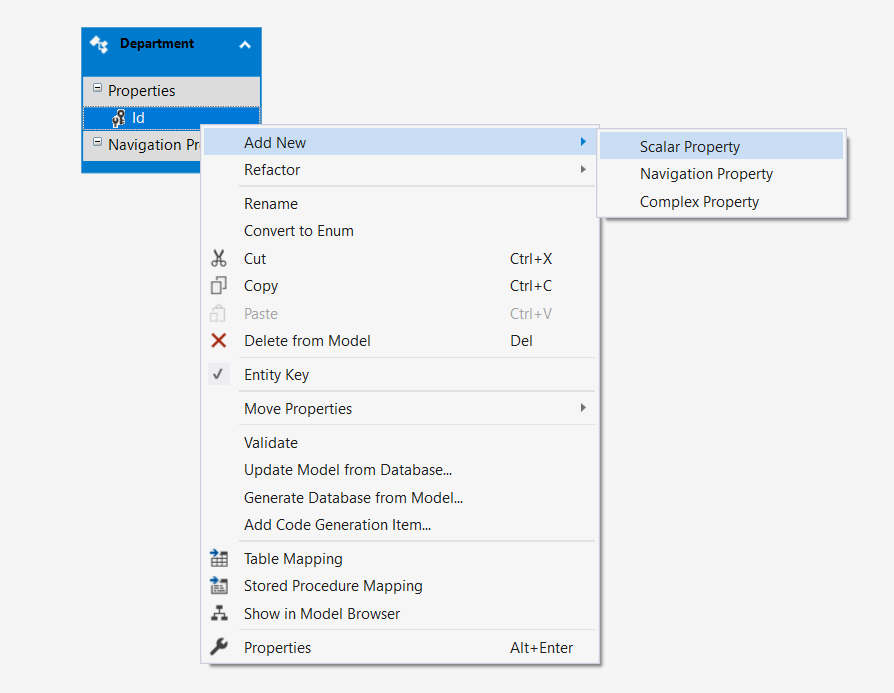 Department
Properties
Id
Navigation Pr
Add New
Scalar Property
Navigation Property
Complex Property
Refactor
Rename
Convert to Enum
Cut Ctrl+X
Copy Ctrl+C
Paste Ctrl+V
Delete from Model Del
Entity Key
Move Properties
Validate
Update Model from Database...
Generate Database from Model...
Add Code Generation Item...
Table Mapping
Stored Procedure Mapping
Show in Model Browser
Properties Alt+Enter